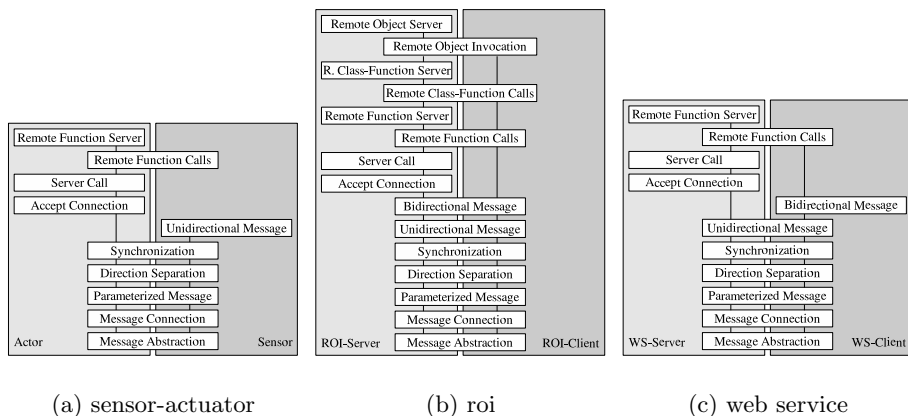 Remote Function Server
Remote Function Calls
Server Call
Accept Connection
Unidirectional Message
Synchronization
Direction Separation
Parameterized Message
Message Connection
Message Abstraction
Actor
Sensor
(a) sensor-actuator
Remote Object Server
Remote Object Invocation
R. Class-Function Server
Remote Class-Function Calls
Remote Function Server
Remote Function Calls
Server Call
Accept Connection
Bidirectional Message
Unidirectional Message
Synchronization
Direction Separation
Parameterized Message
Message Connection
Message Abstraction
ROI-Server
ROI-Client
(b) roi
Remote Function Server
Remote Function Calls
Server Call
Accept Connection
Bidirectional Message
Unidirectional Message
Synchronization
Direction Separation
Parameterized Message
Message Connection
Message Abstraction
WS-Server
WS-Client
(c) web service